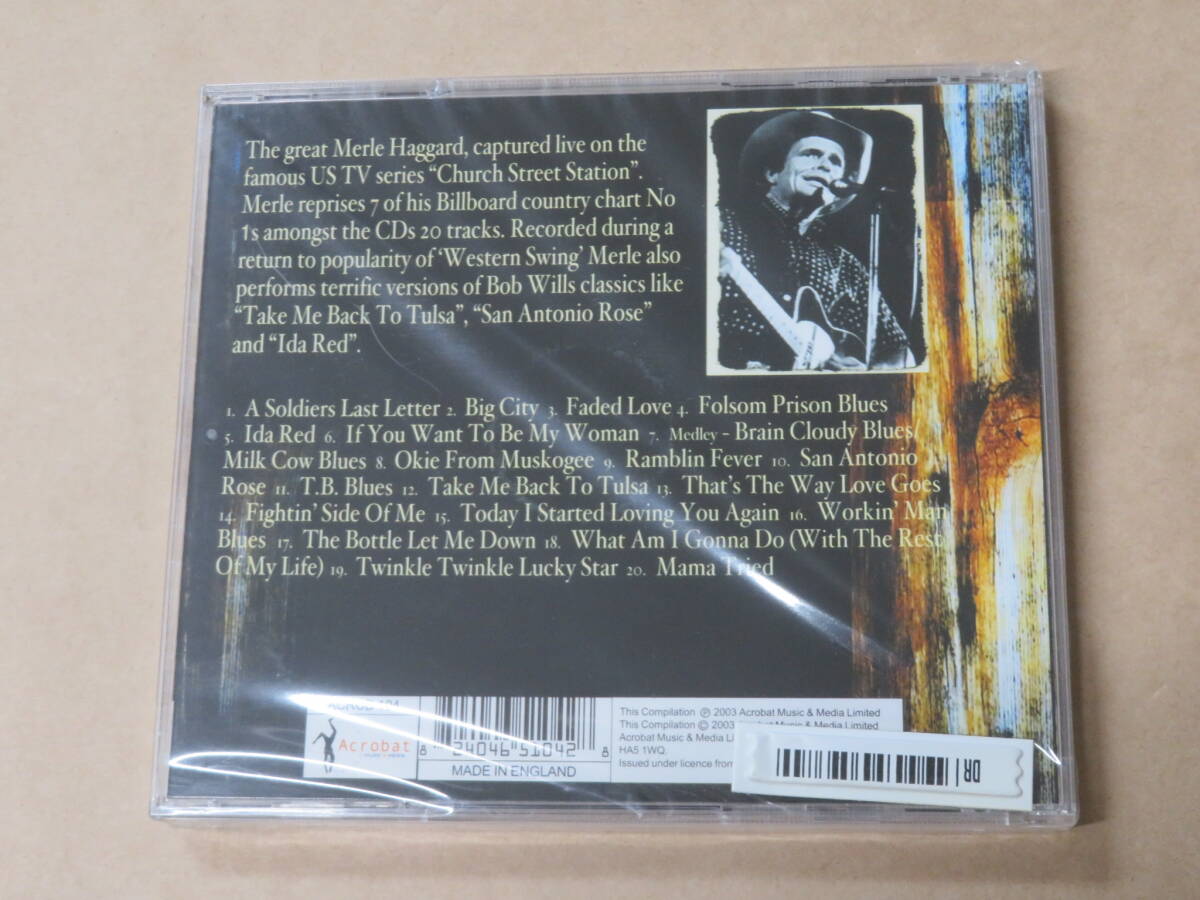 The great Merle Haggard, captured live on the
famous US TV series “Church Street Station”.
Merle reprises 7 of his Billboard country chart No
1s amongst the CDs 20 tracks. Recorded during a
return to popularity of ‘Western Swing’ Merle also
performs terrific versions of Bob Wills classics like
“Take Me Back To Tulsa”, “San Antonio Rose”
and “Ida Red”.
1. A Soldiers Last Letter 2. Big City 3. Faded Love 4. Folsom Prison Blues
5. Ida Red 6. If You Want To Be My Woman 7. Medley - Brain Cloudy Blues/
Milk Cow Blues 8. Okie From Muskogee 9. Ramblin Fever 10. San Antonio
Rose 11. T.B. Blues 12. Take Me Back To Tulsa 13. That's The Way Love Goes
14. Fightin' Side Of Me 15. Today I Started Loving You Again 16. Workin' Man
Blues 17. The Bottle Let Me Down 18. What Am I Gonna Do (With The Rest
Of My Life) 19. Twinkle Twinkle Lucky Star 20. Mama Tried
Acrobat
8 24046 51042 8
MADE IN ENGLAND
This Compilation ℗ 2003 Acrobat Music & Media Limited
This Compilation © 2003 Acrobat Music & Media Limited
Acrobat Music & Media
HA5 1WQ.
Issued under licence from
DR